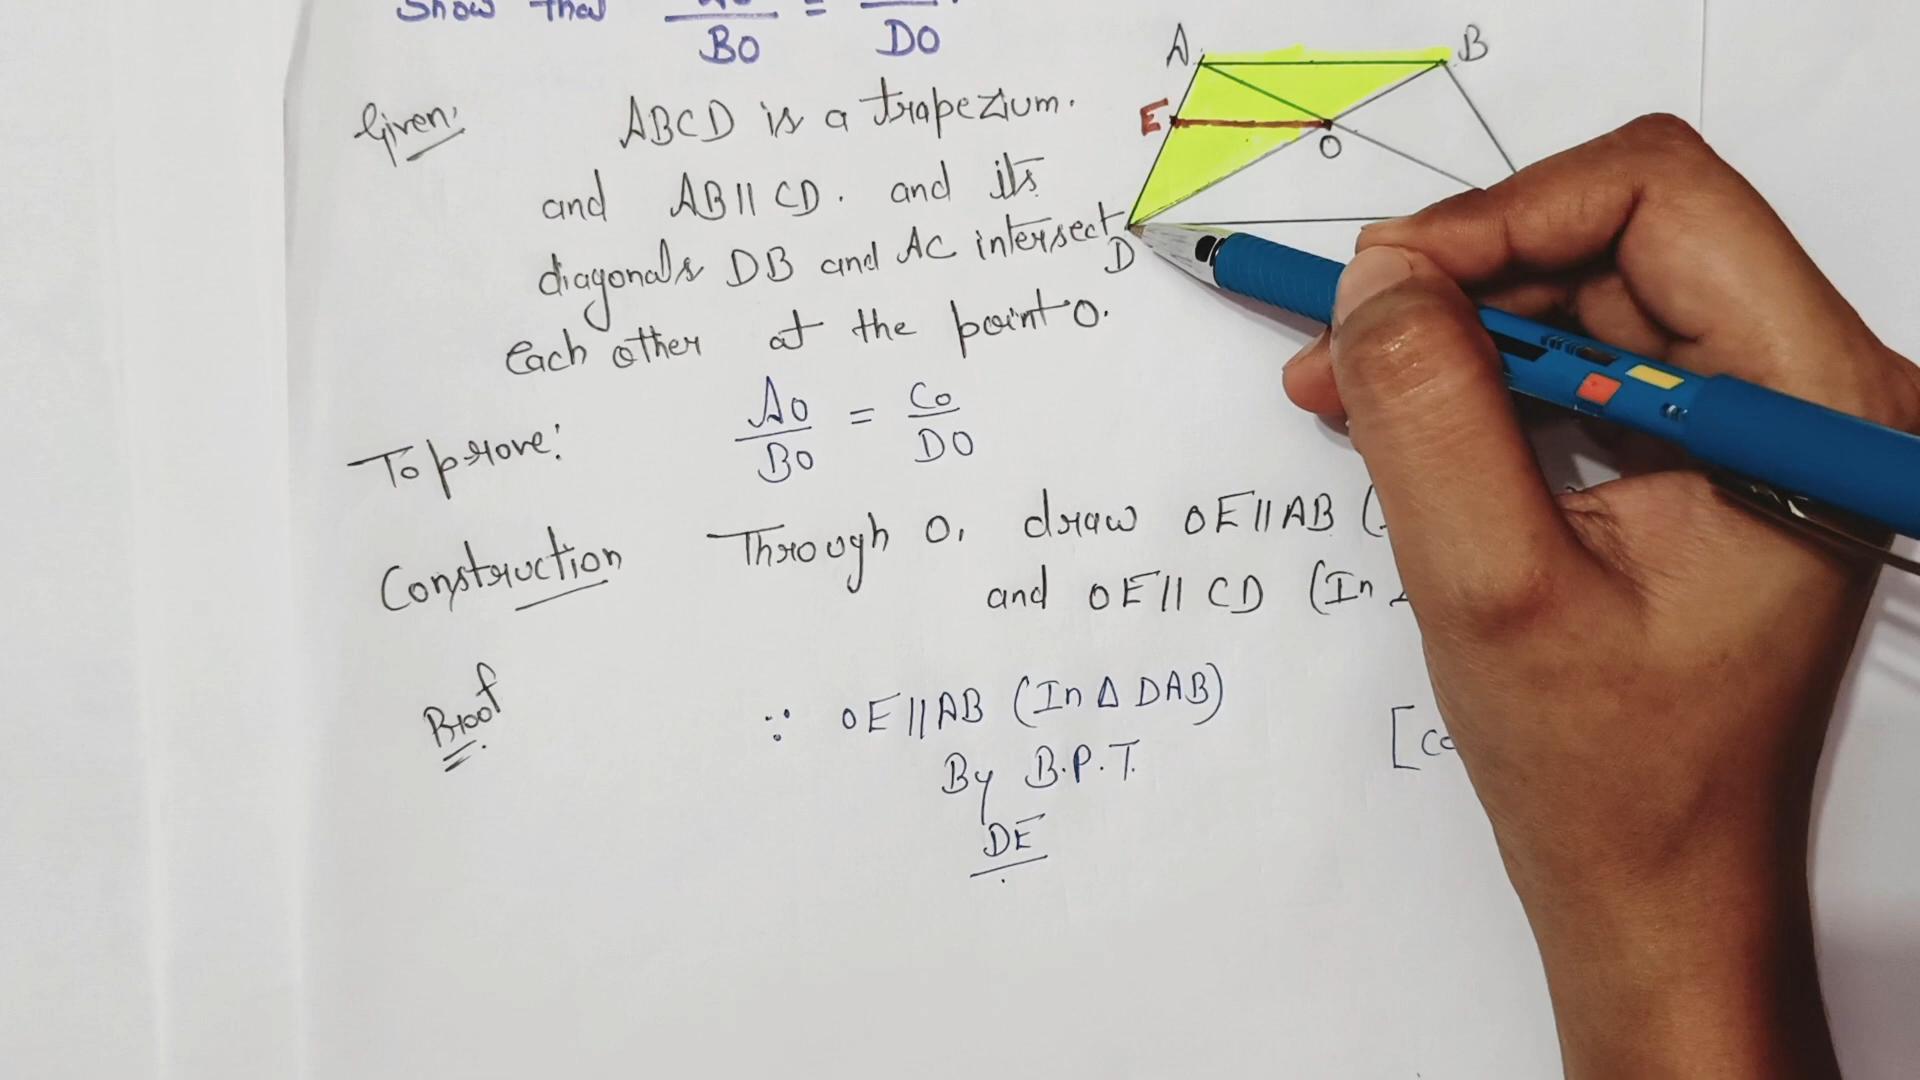 Show that AO/BO = /DO
Given: ABCD is a trapezium.
and AB || CD. and its
diagonals DB and AC intersect
each other at the point O.
To prove: AO/BO = CO/DO
Construction Through O, draw OE || AB (
and OE || CD (In Δ
Proof ∵ OE || AB (In Δ DAB) [co
By B.P.T.
DE
A B
E
O
D